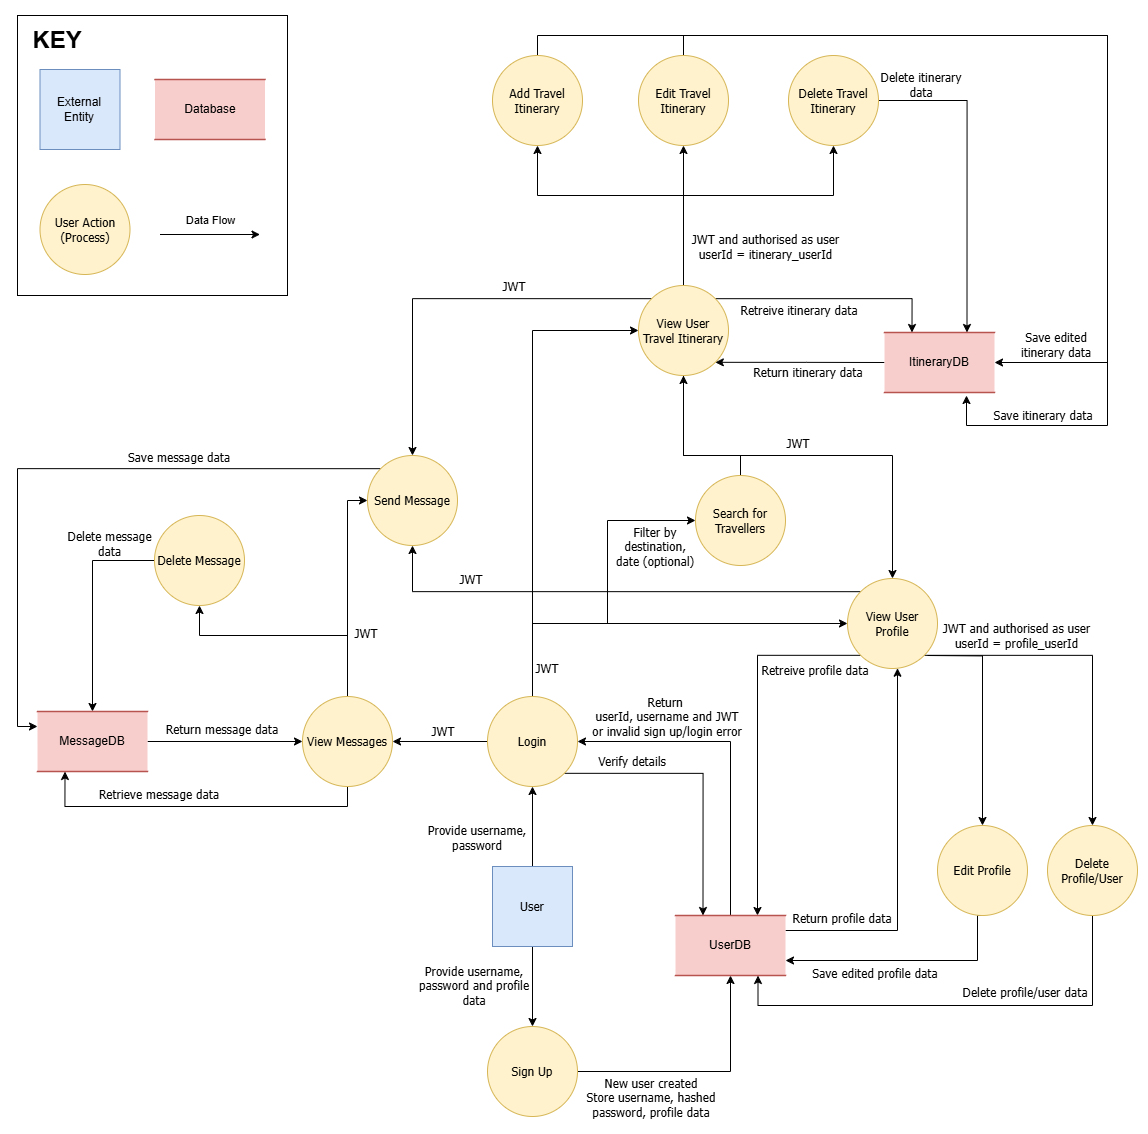 KEY
External
Entity
Database
User Action
(Process)
Data Flow
Add Travel
Itinerary
Edit Travel
Itinerary
Delete Travel
Itinerary
Delete itinerary
data
JWT and authorised as user
userId = itinerary_userId
JWT
Retreive itinerary data
View User
Travel Itinerary
Return itinerary data
ItineraryDB
Save edited
itinerary data
Save itinerary data
JWT
Save message data
Send Message
Search for
Travellers
Filter by
destination,
date (optional)
Delete message
data
Delete Message
JWT
JWT
View User
Profile
JWT and authorised as user
userId = profile_userId
JWT
Retreive profile data
Return
userId, username and JWT
or invalid sign up/login error
MessageDB
Return message data
View Messages
JWT
Login
Verify details
Retrieve message data
Provide username,
password
User
Edit Profile
Delete
Profile/User
Return profile data
UserDB
Save edited profile data
Delete profile/user data
Provide username,
password and profile
data
Sign Up
New user created
Store username, hashed
password, profile data